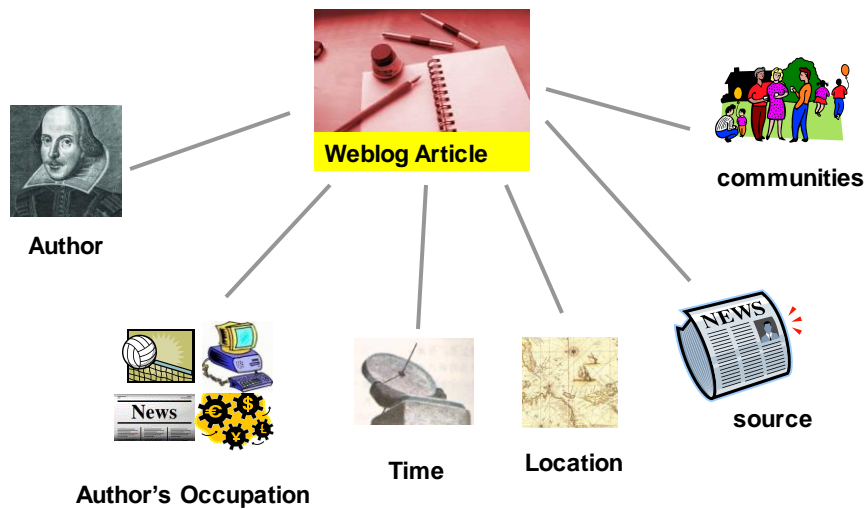 Weblog Article
communities
Author
NEWS
News
€
$
¥
£
source
Time
Location
Author's Occupation